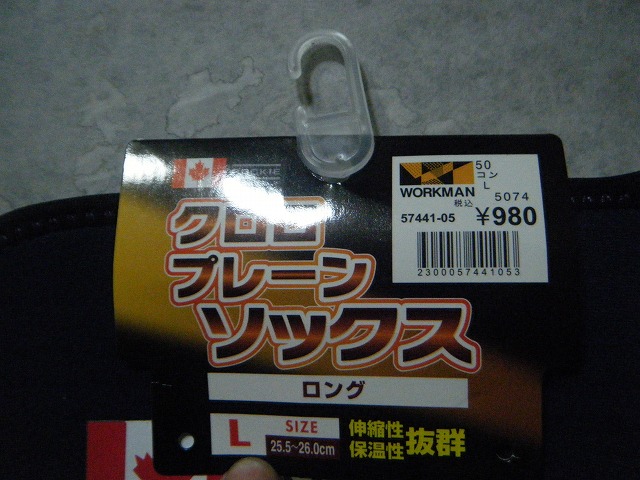 クロロ
プレーン
ソックス
ロング
L
SIZE
25.5~26.0cm
伸縮性
保温性
抜群
50
コン
L
WORKMAN
5074
税込
57441-05
¥980
2300057441053